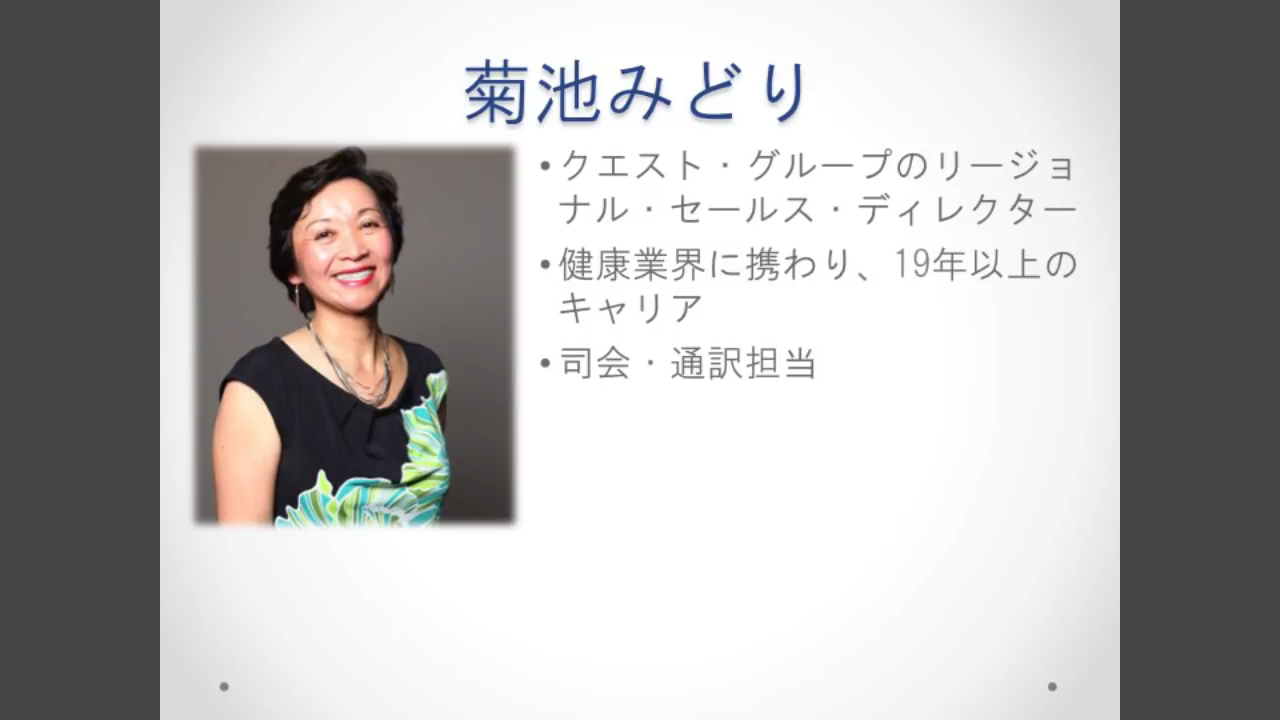 菊池みどり
•クエスト・グループのリージョ
ナル・セールス・ディレクター
•健康業界に携わり、19年以上の
キャリア
•司会・通訳担当